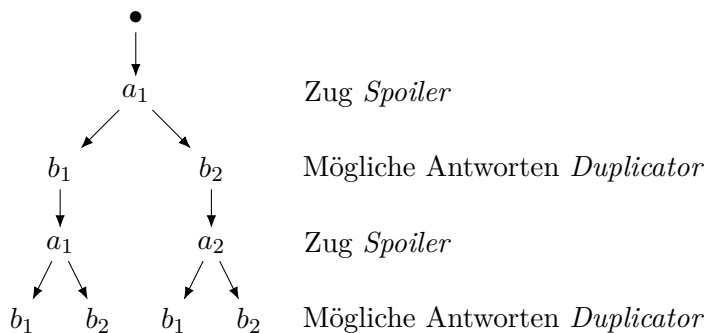 a₁ Zug Spoiler
b₁ b₂ Mögliche Antworten Duplicator
a₁ a₂ Zug Spoiler
b₁ b₂ b₁ b₂ Mögliche Antworten Duplicator